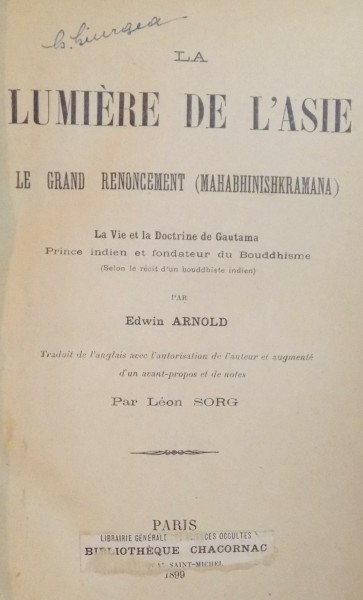 LA
LUMIÈRE DE L'ASIE
LE GRAND RENONCEMENT (MAHABHINISHKRAMANA)
La Vie et la Doctrine de Gautama
Prince indien et fondateur du Bouddhisme
(Selon le récit d'un bouddhiste indien)
PAR
Edwin ARNOLD
Traduit de l'anglais avec l'autorisation de l'auteur et augmenté
d'un avant-propos et de notes
Par Léon SORG
PARIS
LIBRAIRIE GÉNÉRALE SCIENCES OCCULTES
BIBLIOTHÈQUE CHACORNAC
SAINT-MICHEL
1899